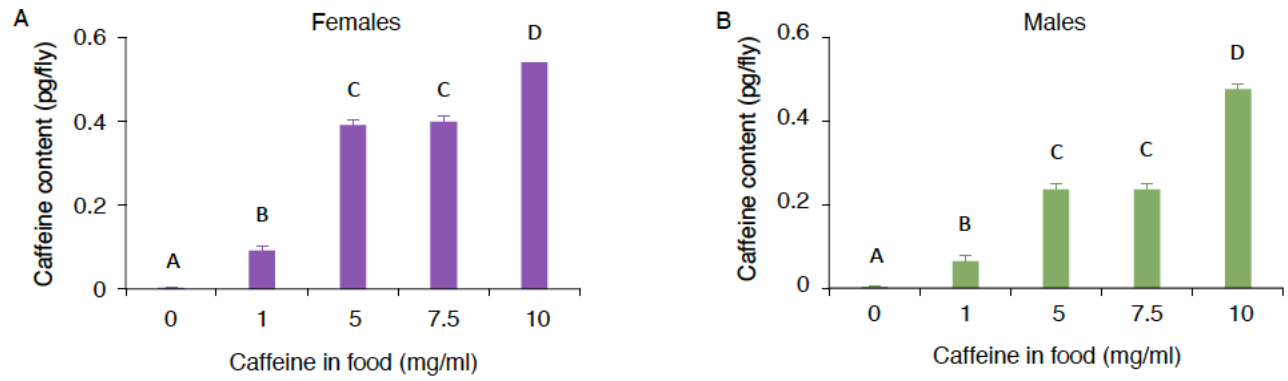 A
Females
Caffeine content (pg/fly)
0.6
0.4
0.2
0
A
B
C
C
D
0 1 5 7.5 10
Caffeine in food (mg/ml)
B
Males
Caffeine content (pg/fly)
0.6
0.4
0.2
0
A
B
C
C
D
0 1 5 7.5 10
Caffeine in food (mg/ml)